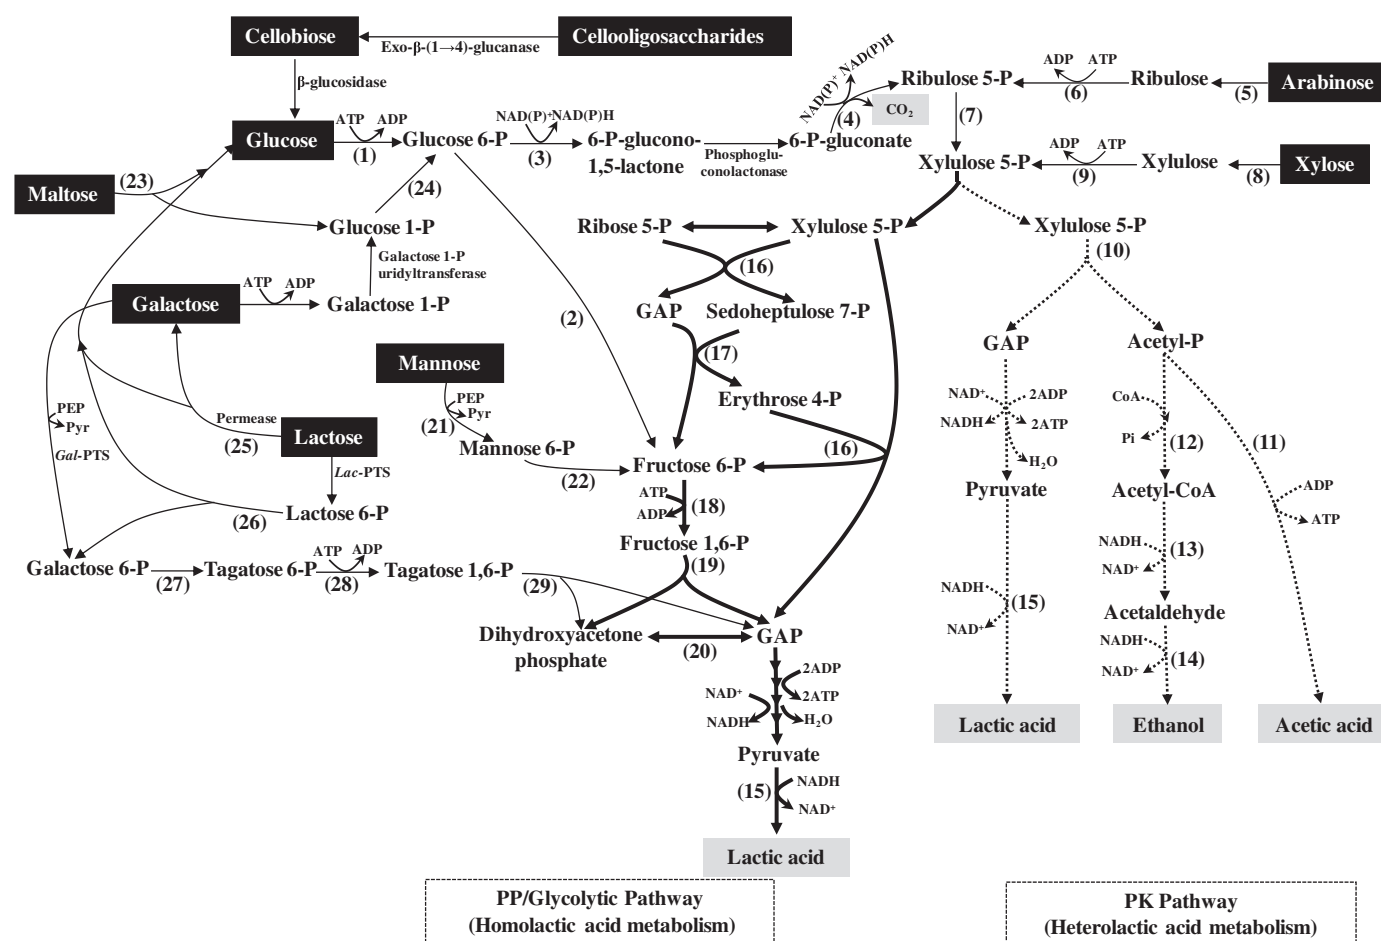 Cellobiose
Exo-β-(1→4)-glucanase
Cellooligosaccharides
β-glucosidase
Glucose
ATP
ADP
(1)
Glucose 6-P
NAD(P)⁺
NAD(P)H
(3)
6-P-glucono-
1,5-lactone
Phosphoglu-
conolactonase
6-P-gluconate
NAD(P)⁺
NAD(P)H
(4)
CO₂
Ribulose 5-P
ADP
ATP
(6)
Ribulose
(5)
Arabinose
(7)
Xylulose 5-P
ADP
ATP
(9)
Xylulose
(8)
Xylose
Maltose
(23)
(24)
Glucose 1-P
Galactose 1-P
uridyltransferase
Galactose
ATP
ADP
Galactose 1-P
(2)
Ribose 5-P
Xylulose 5-P
(16)
GAP
Sedoheptulose 7-P
(17)
Erythrose 4-P
(16)
Xylulose 5-P
(10)
GAP
Acetyl-P
NAD⁺
2ADP
NADH
2ATP
H₂O
CoA
Pi
(12)
(11)
ADP
ATP
Pyruvate
Acetyl-CoA
NADH
(13)
NAD⁺
NADH
(15)
NAD⁺
Acetaldehyde
NADH
(14)
NAD⁺
Lactic acid
Ethanol
Acetic acid
Mannose
PEP
Pyr
(21)
Mannose 6-P
(22)
Fructose 6-P
PEP
Pyr
Gal-PTS
Permease
(25)
Lactose
Lac-PTS
Lactose 6-P
(26)
ATP
ADP
(18)
Fructose 1,6-P
(19)
Galactose 6-P
(27)
Tagatose 6-P
ATP
ADP
(28)
Tagatose 1,6-P
(29)
Dihydroxyacetone
phosphate
(20)
GAP
2ADP
2ATP
NAD⁺
NADH
H₂O
Pyruvate
(15)
NADH
NAD⁺
Lactic acid
PP/Glycolytic Pathway
(Homolactic acid metabolism)
PK Pathway
(Heterolactic acid metabolism)